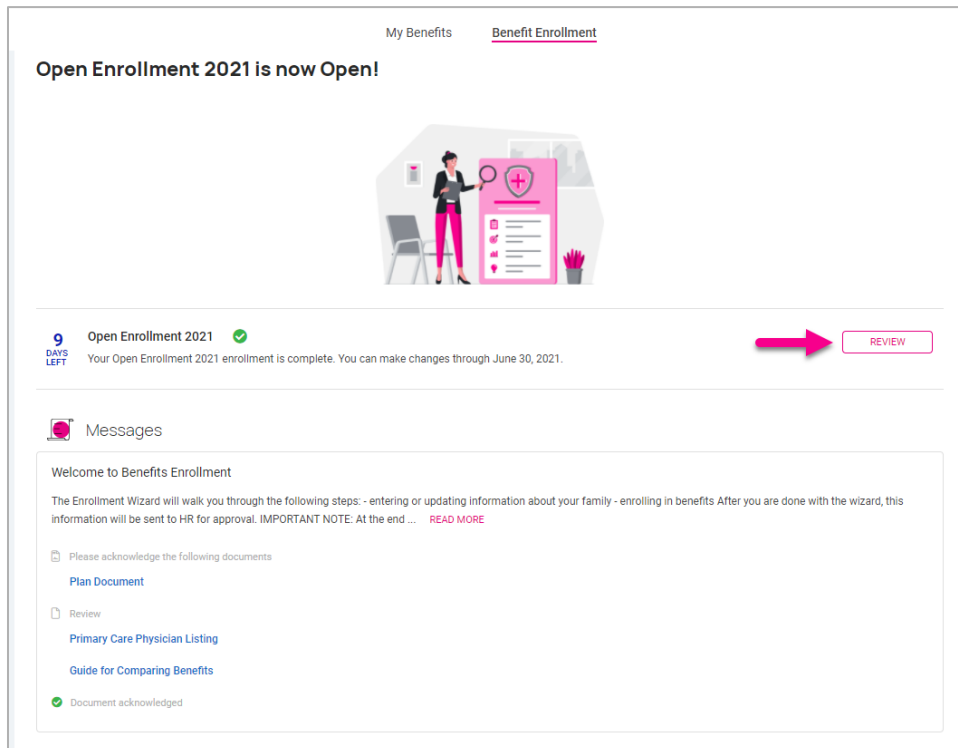 My Benefits Benefit Enrollment
Open Enrollment 2021 is now Open!
9
DAYS
LEFT
Open Enrollment 2021
Your Open Enrollment 2021 enrollment is complete. You can make changes through June 30, 2021.
REVIEW
Messages
Welcome to Benefits Enrollment
The Enrollment Wizard will walk you through the following steps: - entering or updating information about your family - enrolling in benefits After you are done with the wizard, this
information will be sent to HR for approval. IMPORTANT NOTE: At the end ... READ MORE
Please acknowledge the following documents
Plan Document
Review
Primary Care Physician Listing
Guide for Comparing Benefits
Document acknowledged